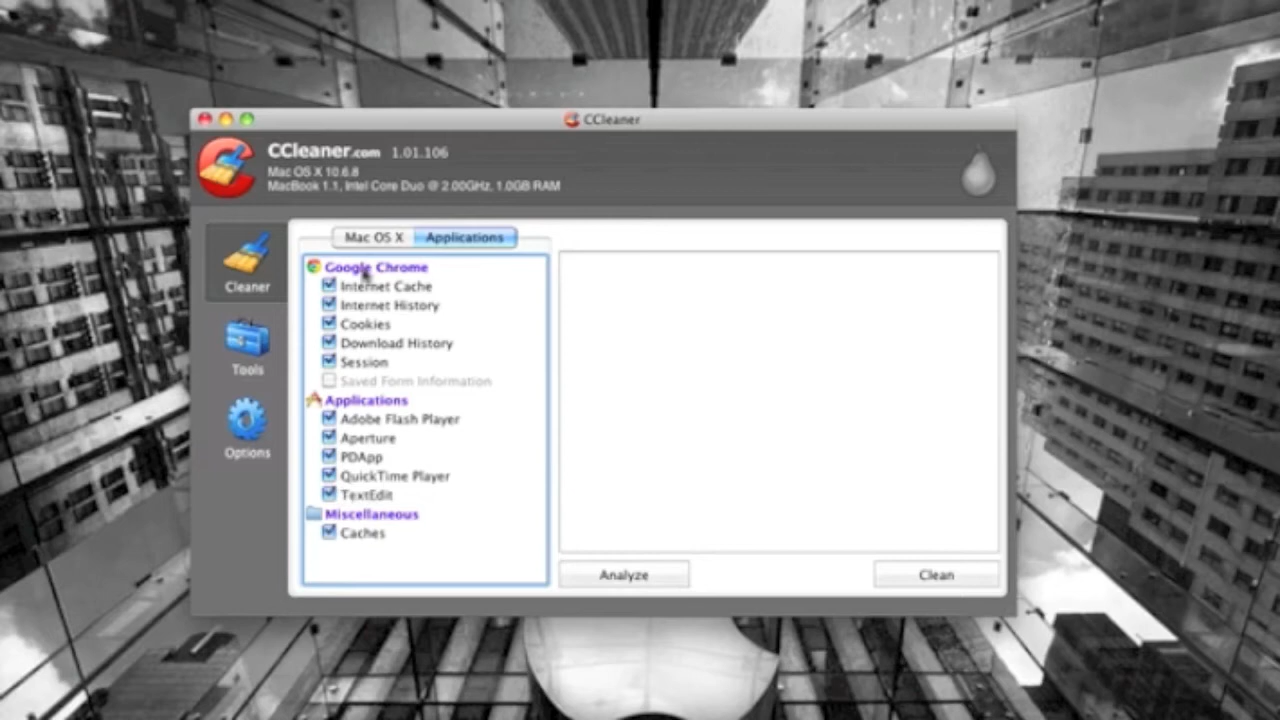 CCleaner
CCleaner.com 1.01.106
Mac OS X 10.6.8
MacBook 1.1, Intel Core Duo @ 2.00GHz, 1.0GB RAM
Cleaner
Tools
Options
Mac OS X Applications
Google Chrome
Internet Cache
Internet History
Cookies
Download History
Session
Saved Form Information
Applications
Adobe Flash Player
Aperture
PDApp
QuickTime Player
TextEdit
Miscellaneous
Caches
Analyze
Clean